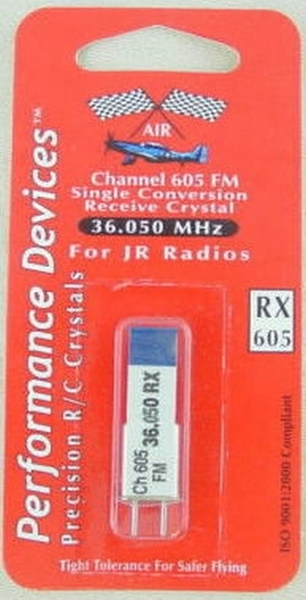 AIR
Channel 605 FM
Single Conversion
Receive Crystal
36.050 MHz
For JR Radios
Performance Devices™
Precision R/C Crystals
RX
605
Ch 605 36.050 RX
FM
ISO 9001:2000 Compliant
Tight Tolerance For Safer Flying